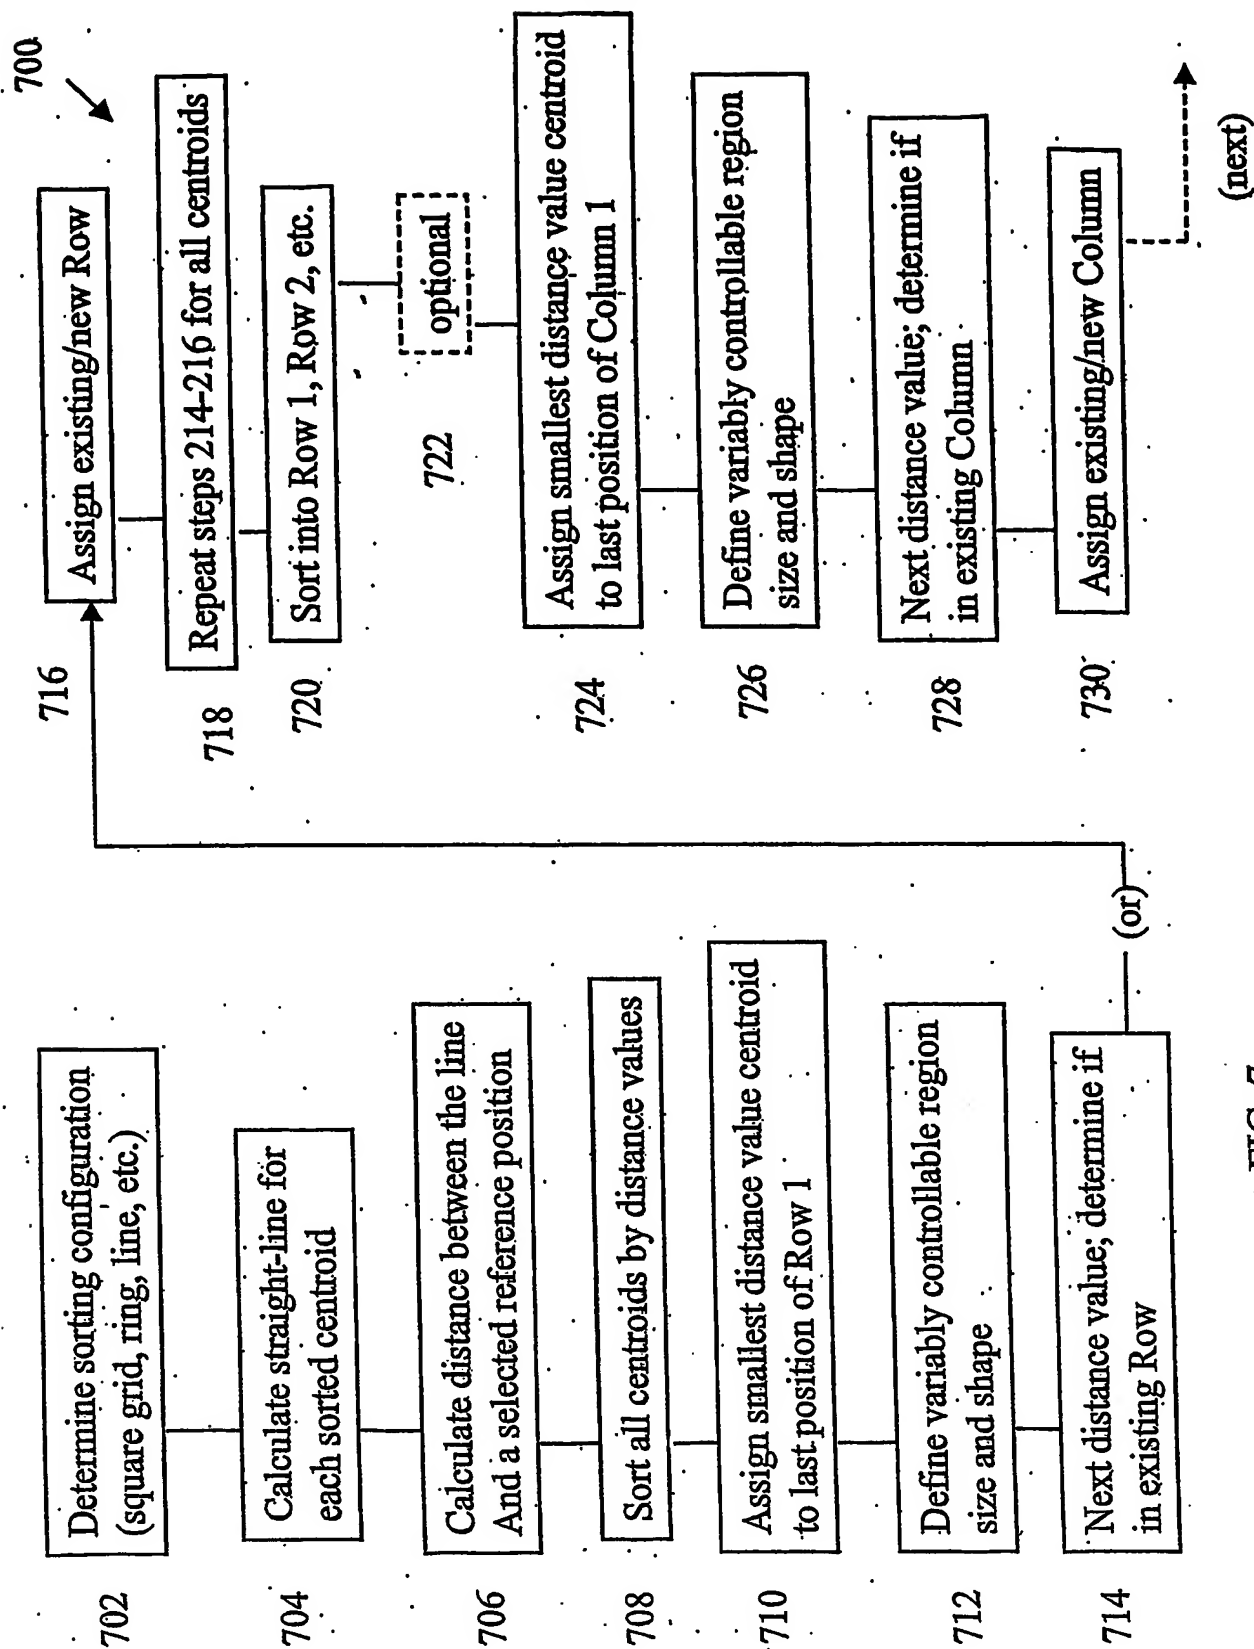 700
702
Determine sorting configuration
(square grid, ring, line, etc.)
704
Calculate straight-line for
each sorted centroid
706
Calculate distance between the line
And a selected reference position
708
Sort all centroids by distance values
710
Assign smallest distance value centroid
to last position of Row 1
712
Define variably controllable region
size and shape
714
Next distance value; determine if
in existing Row
(or)
716
Assign existing/new Row
718
Repeat steps 214-216 for all centroids
720
Sort into Row 1, Row 2, etc.
722
optional
724
Assign smallest distance value centroid
to last position of Column 1
726
Define variably controllable region
size and shape
728
Next distance value; determine if
in existing Column
730
Assign existing/new Column
(next)